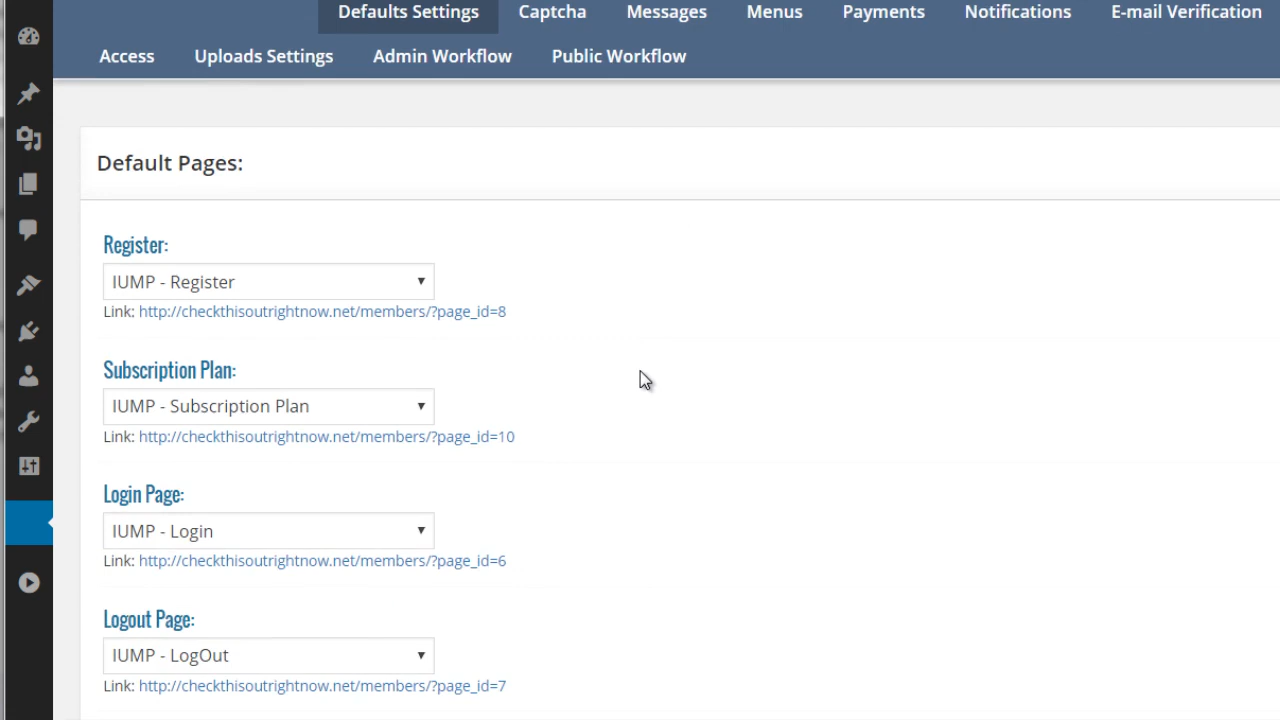 Defaults Settings Captcha Messages Menus Payments Notifications E-mail Verification
Access Uploads Settings Admin Workflow Public Workflow
Default Pages:
Register:
IUMP - Register
Link: http://checkthisoutrightnow.net/members/?page_id=8
Subscription Plan:
IUMP - Subscription Plan
Link: http://checkthisoutrightnow.net/members/?page_id=10
Login Page:
IUMP - Login
Link: http://checkthisoutrightnow.net/members/?page_id=6
Logout Page:
IUMP - LogOut
Link: http://checkthisoutrightnow.net/members/?page_id=7